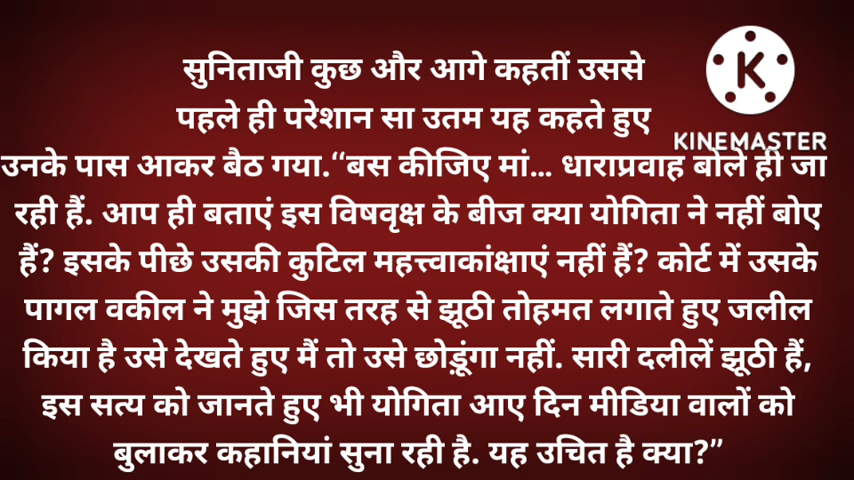 सुनिताजी कुछ और आगे कहतीं उससे
पहले ही परेशान सा उतम यह कहते हुए
KINEMASTER
उनके पास आकर बैठ गया.“बस कीजिए मां… धाराप्रवाह बोले ही जा
रही हैं. आप ही बताएं इस विषवृक्ष के बीज क्या योगिता ने नहीं बोए
हैं? इसके पीछे उसकी कुटिल महत्त्वाकांक्षाएं नहीं हैं? कोर्ट में उसके
पागल वकील ने मुझे जिस तरह से झूठी तोहमत लगाते हुए जलील
किया है उसे देखते हुए मैं तो उसे छोड़ूंगा नहीं. सारी दलीलें झूठी हैं,
इस सत्य को जानते हुए भी योगिता आए दिन मीडिया वालों को
बुलाकर कहानियां सुना रही है. यह उचित है क्या?”